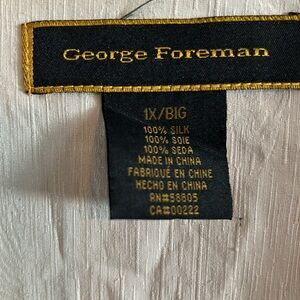 George Foreman
1X/BIG
100% SILK
100% SOIE
100% SEDA
MADE IN CHINA
FABRIQUÉ EN CHINE
HECHO EN CHINA
RN#58805
CA#00222